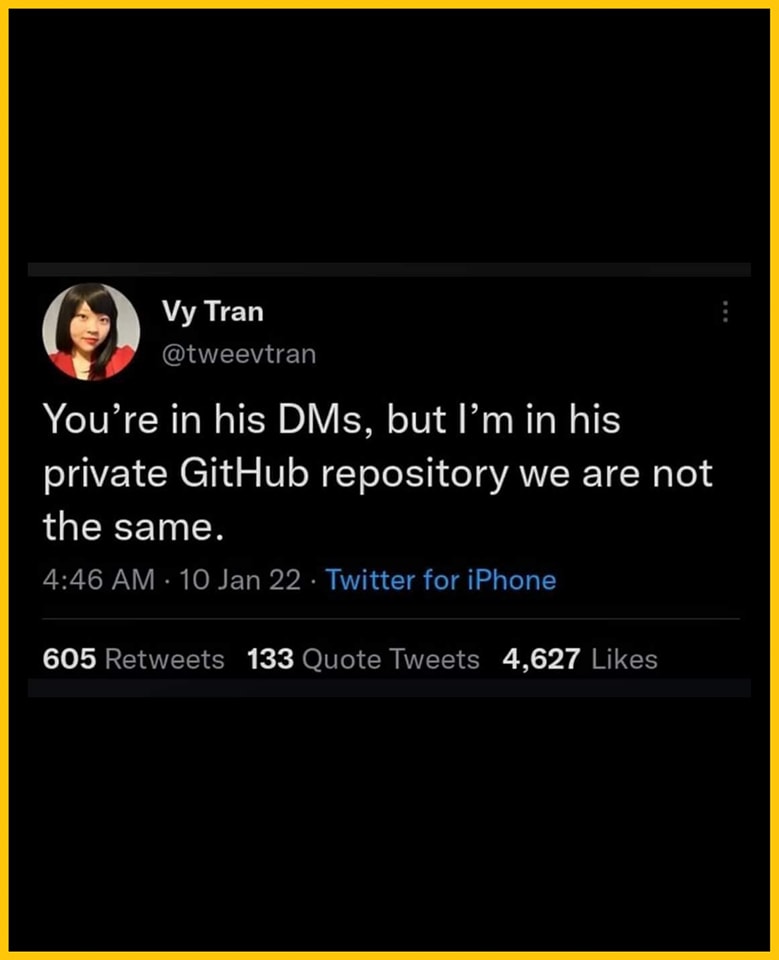 Vy Tran
@tweevtran
You’re in his DMs, but I’m in his
private GitHub repository we are not
the same.
4:46 AM · 10 Jan 22 · Twitter for iPhone
605 Retweets 133 Quote Tweets 4,627 Likes